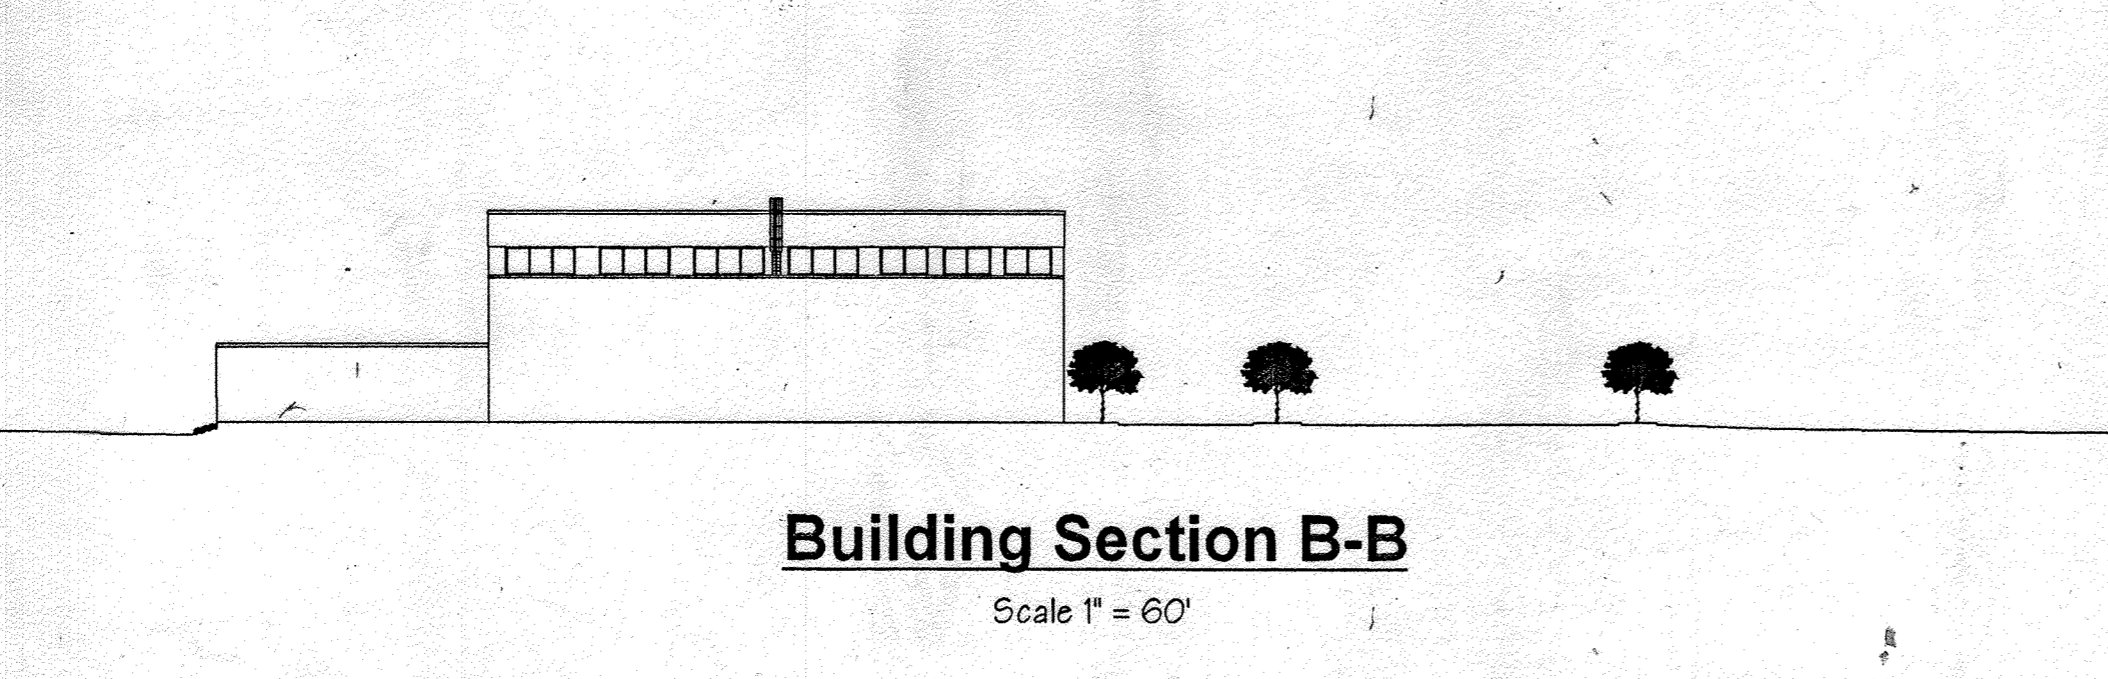 Building Section B-B
Scale 1" = 60'